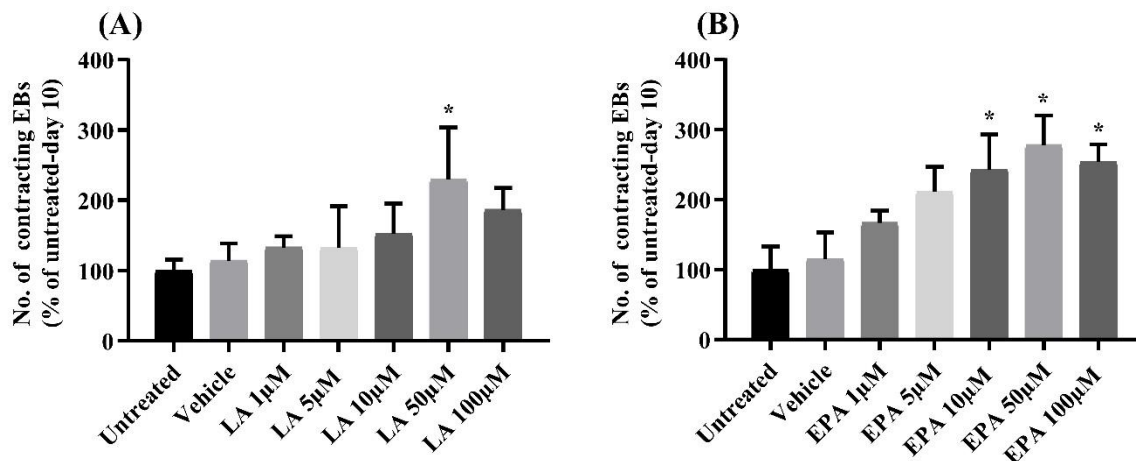 (A)
No. of contracting EBs
(% of untreated-day 10)
400
300
200
100
0
*
Untreated
Vehicle
LA 1µM
LA 5µM
LA 10µM
LA 50µM
LA 100µM
(B)
No. of contracting EBs
(% of untreated-day 10)
400
300
200
100
0
*
*
*
Untreated
Vehicle
EPA 1µM
EPA 5µM
EPA 10µM
EPA 50µM
EPA 100µM